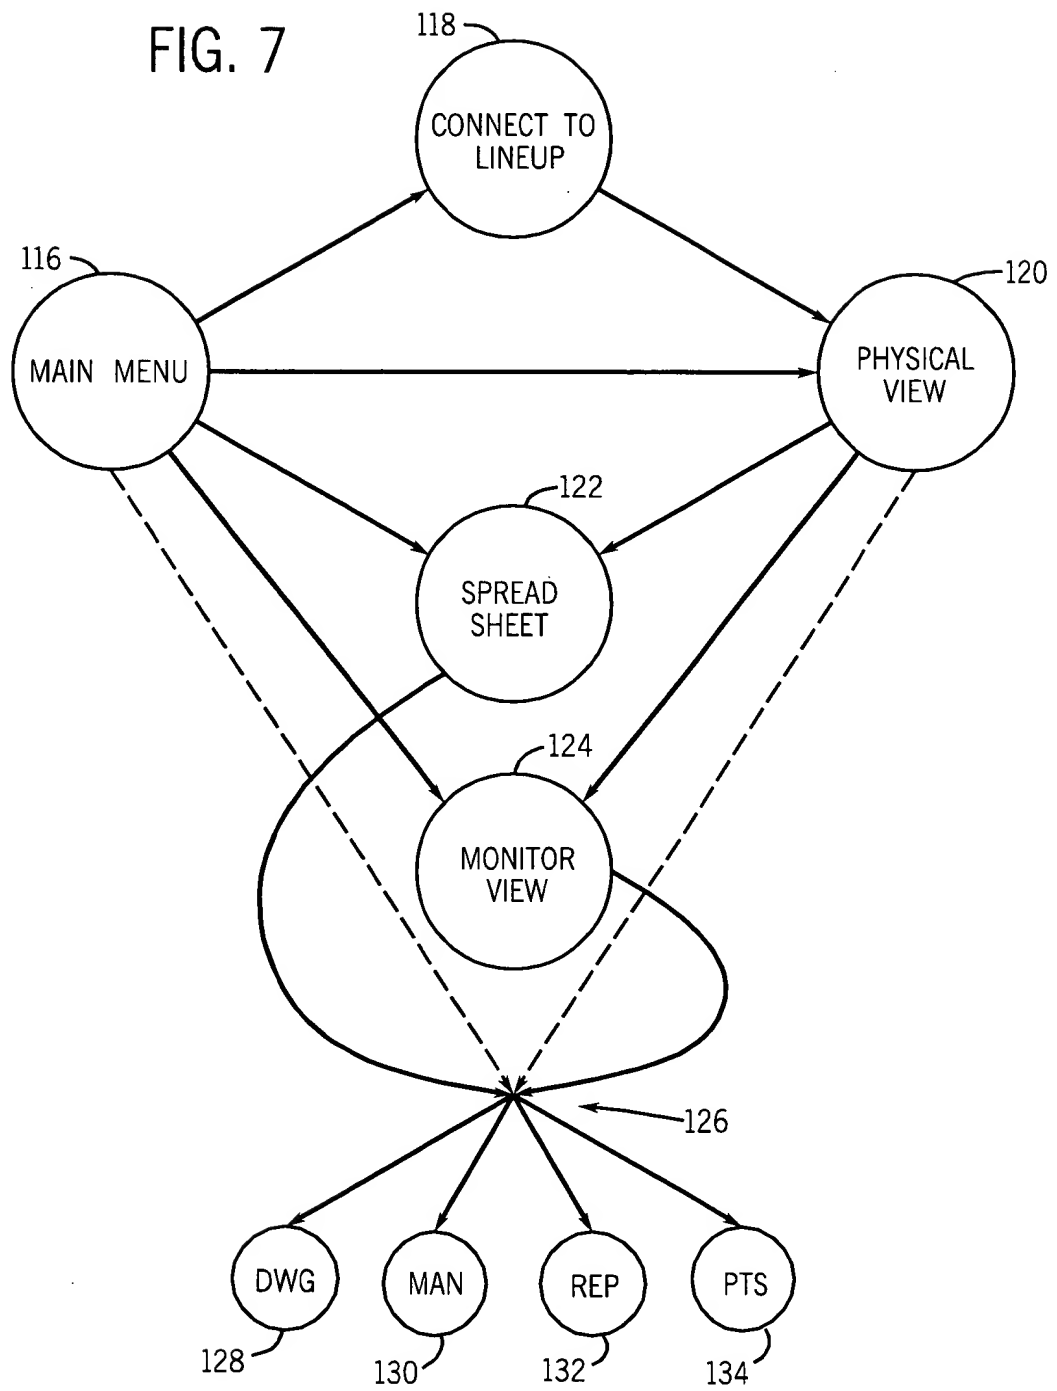 FIG. 7
118
CONNECT TO
LINEUP
116
MAIN MENU
120
PHYSICAL
VIEW
122
SPREAD
SHEET
124
MONITOR
VIEW
126
DWG
MAN
REP
PTS
128
130
132
134